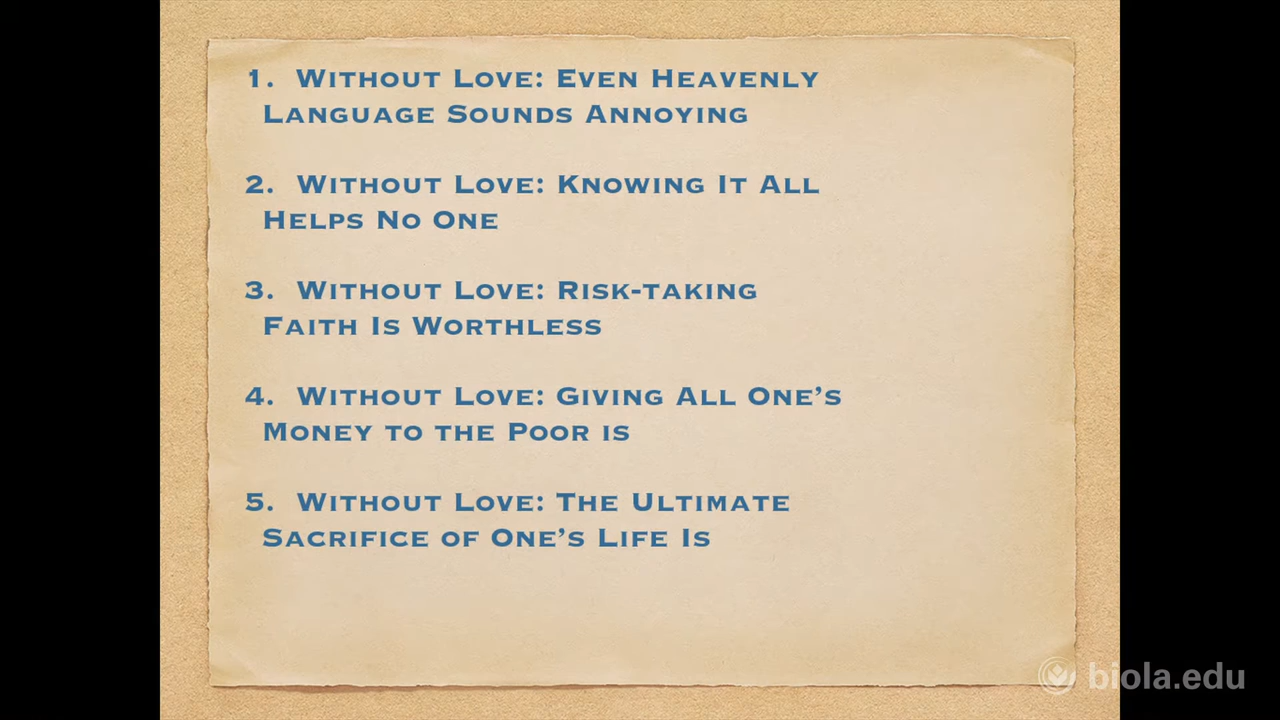 1. Without Love: Even Heavenly
Language Sounds Annoying
2. Without Love: Knowing It All
Helps No One
3. Without Love: Risk-taking
Faith Is Worthless
4. Without Love: Giving All One’s
Money to the Poor is
5. Without Love: The Ultimate
Sacrifice of One’s Life Is
biola.edu